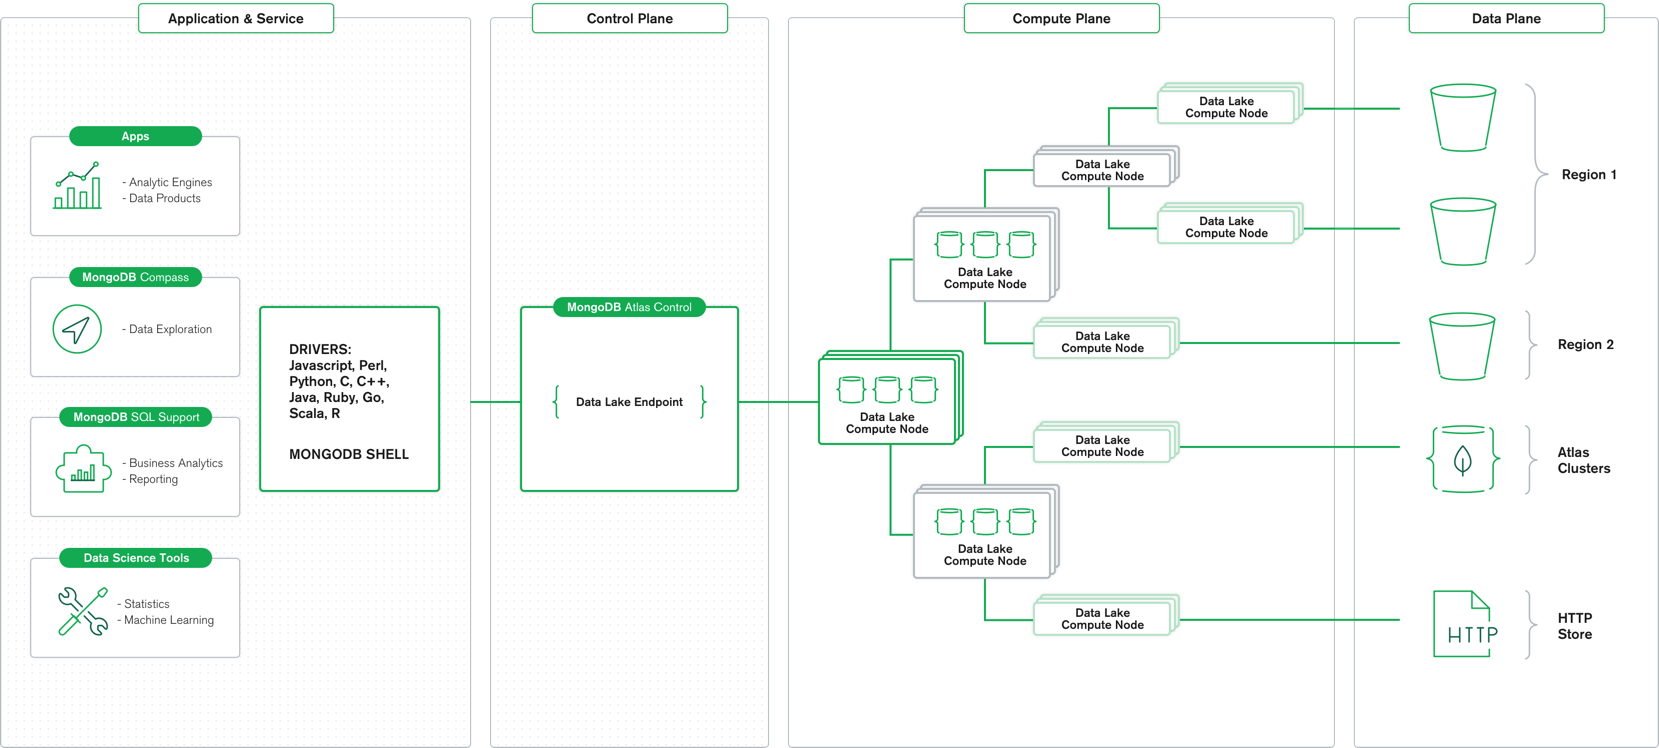 Application & Service
Control Plane
Compute Plane
Data Plane
Apps
- Analytic Engines
- Data Products
MongoDB Compass
- Data Exploration
MongoDB SQL Support
- Business Analytics
- Reporting
Data Science Tools
- Statistics
- Machine Learning
DRIVERS:
Javascript, Perl,
Python, C, C++,
Java, Ruby, Go,
Scala, R
MONGODB SHELL
MongoDB Atlas Control
{ Data Lake Endpoint }
Data Lake
Compute Node
Data Lake
Compute Node
Data Lake
Compute Node
Data Lake
Compute Node
Data Lake
Compute Node
Data Lake
Compute Node
Data Lake
Compute Node
Data Lake
Compute Node
Data Lake
Compute Node
Region 1
Region 2
Atlas
Clusters
HTTP
HTTP
Store